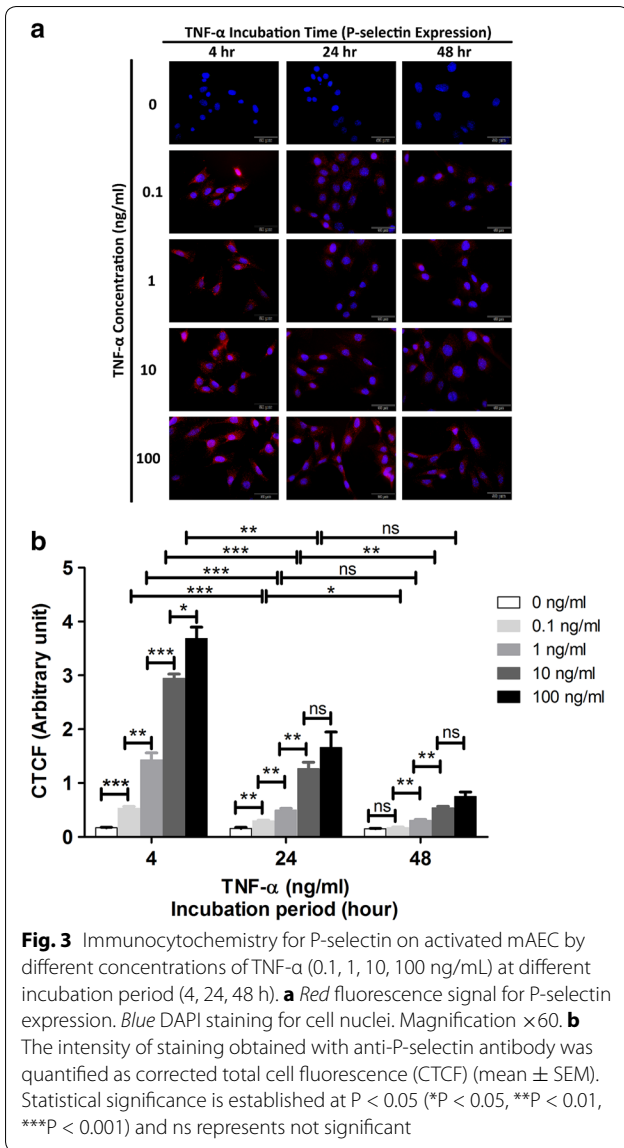 a
TNF-α Incubation Time (P-selectin Expression)
4 hr 24 hr 48 hr
TNF-α Concentration (ng/ml)
0
0.1
1
10
100
b
** ns
*** **
*** ns
*** *
CTCF (Arbitrary unit)
5
4
3
2
1
0
*** ** *** *
** ** ** ns
ns ** ** ns
0 ng/ml
0.1 ng/ml
1 ng/ml
10 ng/ml
100 ng/ml
4 24 48
TNF-α (ng/ml)
Incubation period (hour)
Fig. 3 Immunocytochemistry for P-selectin on activated mAEC by
different concentrations of TNF-α (0.1, 1, 10, 100 ng/mL) at different
incubation period (4, 24, 48 h). a Red fluorescence signal for P-selectin
expression. Blue DAPI staining for cell nuclei. Magnification ×60. b
The intensity of staining obtained with anti-P-selectin antibody was
quantified as corrected total cell fluorescence (CTCF) (mean ± SEM).
Statistical significance is established at P < 0.05 (*P < 0.05, **P < 0.01,
***P < 0.001) and ns represents not significant